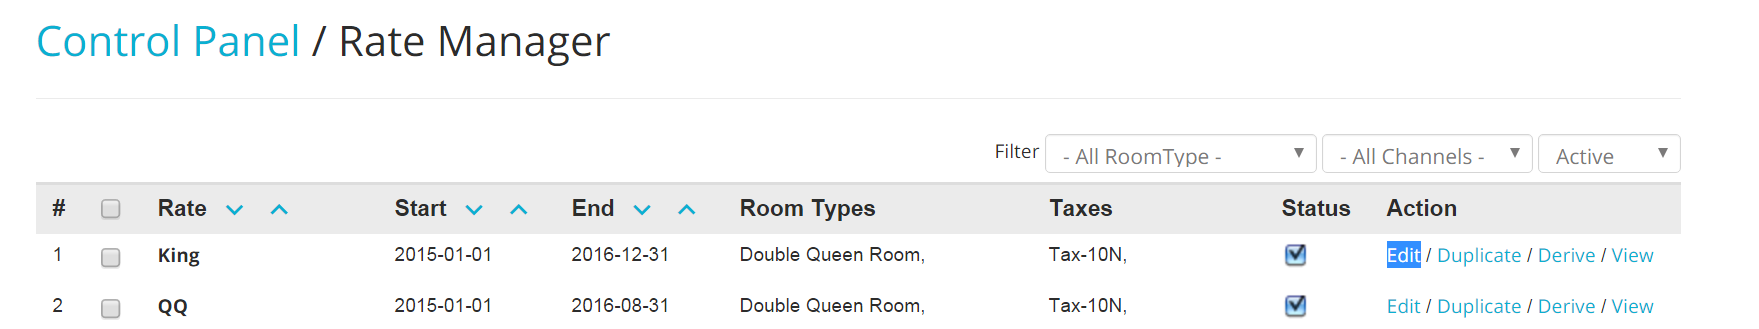 Control Panel / Rate Manager
Filter - All RoomType - - All Channels - Active
# Rate Start End Room Types Taxes Status Action
1 King 2015-01-01 2016-12-31 Double Queen Room, Tax-10N, Edit / Duplicate / Derive / View
2 QQ 2015-01-01 2016-08-31 Double Queen Room, Tax-10N, Edit / Duplicate / Derive / View